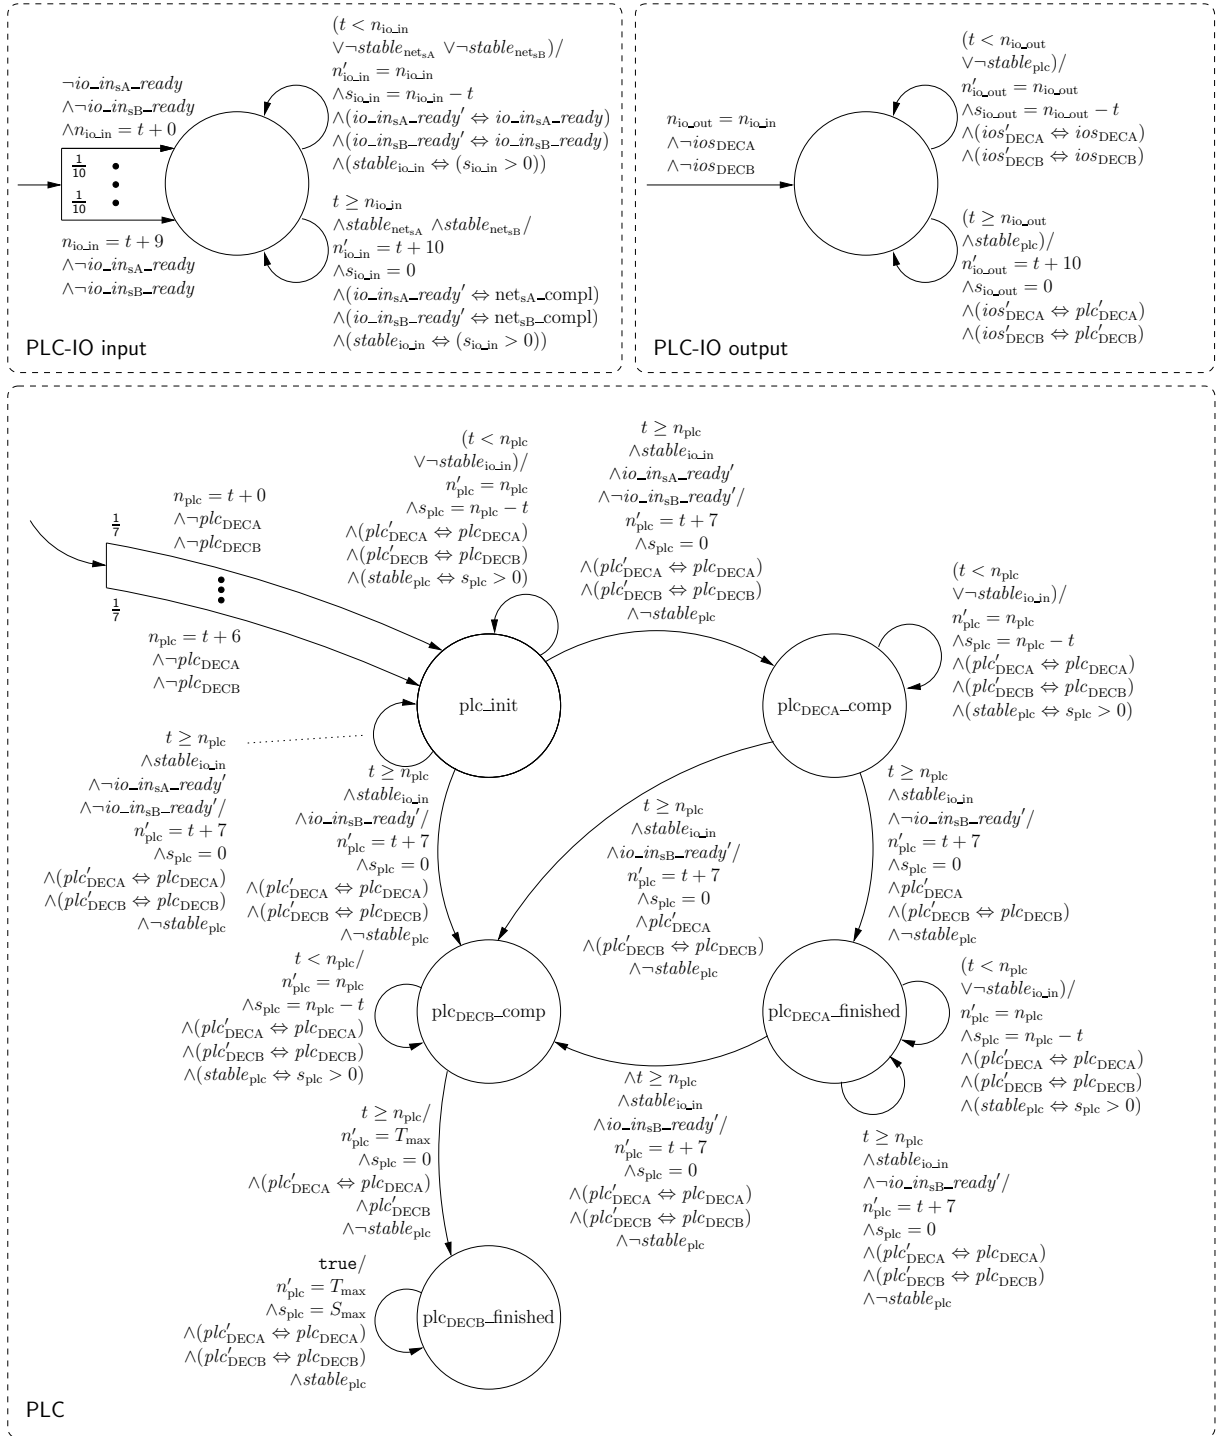 (t < n_io_in
∨¬stable_netsA ∨¬stable_netsB)/
n′_io_in = n_io_in
∧s_io_in = n_io_in − t
∧(io_in_sA_ready′ ⇔ io_in_sA_ready)
∧(io_in_sB_ready′ ⇔ io_in_sB_ready)
∧(stable_io_in ⇔ (s_io_in > 0))
¬io_in_sA_ready
∧¬io_in_sB_ready
∧n_io_in = t + 0
1/10
1/10
n_io_in = t + 9
∧¬io_in_sA_ready
∧¬io_in_sB_ready
t ≥ n_io_in
∧stable_netsA ∧stable_netsB/
n′_io_in = t + 10
∧s_io_in = 0
∧(io_in_sA_ready′ ⇔ net_sA_compl)
∧(io_in_sB_ready′ ⇔ net_sB_compl)
∧(stable_io_in ⇔ (s_io_in > 0))
PLC-IO input
(t < n_io_out
∨¬stable_plc)/
n′_io_out = n_io_out
∧s_io_out = n_io_out − t
∧(ios′_DECA ⇔ ios_DECA)
∧(ios′_DECB ⇔ ios_DECB)
n_io_out = n_io_in
∧¬ios_DECA
∧¬ios_DECB
(t ≥ n_io_out
∧stable_plc)/
n′_io_out = t + 10
∧s_io_out = 0
∧(ios′_DECA ⇔ plc′_DECA)
∧(ios′_DECB ⇔ plc′_DECB)
PLC-IO output
n_plc = t + 0
∧¬plc_DECA
∧¬plc_DECB
1/7
1/7
n_plc = t + 6
∧¬plc_DECA
∧¬plc_DECB
(t < n_plc
∨¬stable_io_in)/
n′_plc = n_plc
∧s_plc = n_plc − t
∧(plc′_DECA ⇔ plc_DECA)
∧(plc′_DECB ⇔ plc_DECB)
∧(stable_plc ⇔ s_plc > 0)
t ≥ n_plc
∧stable_io_in
∧io_in_sA_ready′
∧¬io_in_sB_ready′/
n′_plc = t + 7
∧s_plc = 0
∧(plc′_DECA ⇔ plc_DECA)
∧(plc′_DECB ⇔ plc_DECB)
∧¬stable_plc
(t < n_plc
∨¬stable_io_in)/
n′_plc = n_plc
∧s_plc = n_plc − t
∧(plc′_DECA ⇔ plc_DECA)
∧(plc′_DECB ⇔ plc_DECB)
∧(stable_plc ⇔ s_plc > 0)
plc_init
plc_DECA_comp
t ≥ n_plc
∧stable_io_in
∧¬io_in_sA_ready′
∧¬io_in_sB_ready′/
n′_plc = t + 7
∧s_plc = 0
∧(plc′_DECA ⇔ plc_DECA)
∧(plc′_DECB ⇔ plc_DECB)
∧¬stable_plc
t ≥ n_plc
∧stable_io_in
∧io_in_sB_ready′/
n′_plc = t + 7
∧s_plc = 0
∧(plc′_DECA ⇔ plc_DECA)
∧(plc′_DECB ⇔ plc_DECB)
∧¬stable_plc
t ≥ n_plc
∧stable_io_in
∧io_in_sB_ready′/
n′_plc = t + 7
∧s_plc = 0
∧plc′_DECA
∧(plc′_DECB ⇔ plc_DECB)
∧¬stable_plc
t ≥ n_plc
∧stable_io_in
∧¬io_in_sB_ready′/
n′_plc = t + 7
∧s_plc = 0
∧plc′_DECA
∧(plc′_DECB ⇔ plc_DECB)
∧¬stable_plc
t < n_plc/
n′_plc = n_plc
∧s_plc = n_plc − t
∧(plc′_DECA ⇔ plc_DECA)
∧(plc′_DECB ⇔ plc_DECB)
∧(stable_plc ⇔ s_plc > 0)
plc_DECB_comp
plc_DECA_finished
(t < n_plc
∨¬stable_io_in)/
n′_plc = n_plc
∧s_plc = n_plc − t
∧(plc′_DECA ⇔ plc_DECA)
∧(plc′_DECB ⇔ plc_DECB)
∧(stable_plc ⇔ s_plc > 0)
∧t ≥ n_plc
∧stable_io_in
∧io_in_sB_ready′/
n′_plc = t + 7
∧s_plc = 0
∧(plc′_DECA ⇔ plc_DECA)
∧(plc′_DECB ⇔ plc_DECB)
∧¬stable_plc
t ≥ n_plc/
n′_plc = T_max
∧s_plc = 0
∧(plc′_DECA ⇔ plc_DECA)
∧plc′_DECB
∧¬stable_plc
t ≥ n_plc
∧stable_io_in
∧¬io_in_sB_ready′/
n′_plc = t + 7
∧s_plc = 0
∧(plc′_DECA ⇔ plc_DECA)
∧(plc′_DECB ⇔ plc_DECB)
∧¬stable_plc
true/
n′_plc = T_max
∧s_plc = S_max
∧(plc′_DECA ⇔ plc_DECA)
∧(plc′_DECB ⇔ plc_DECB)
∧stable_plc
plc_DECB_finished
PLC